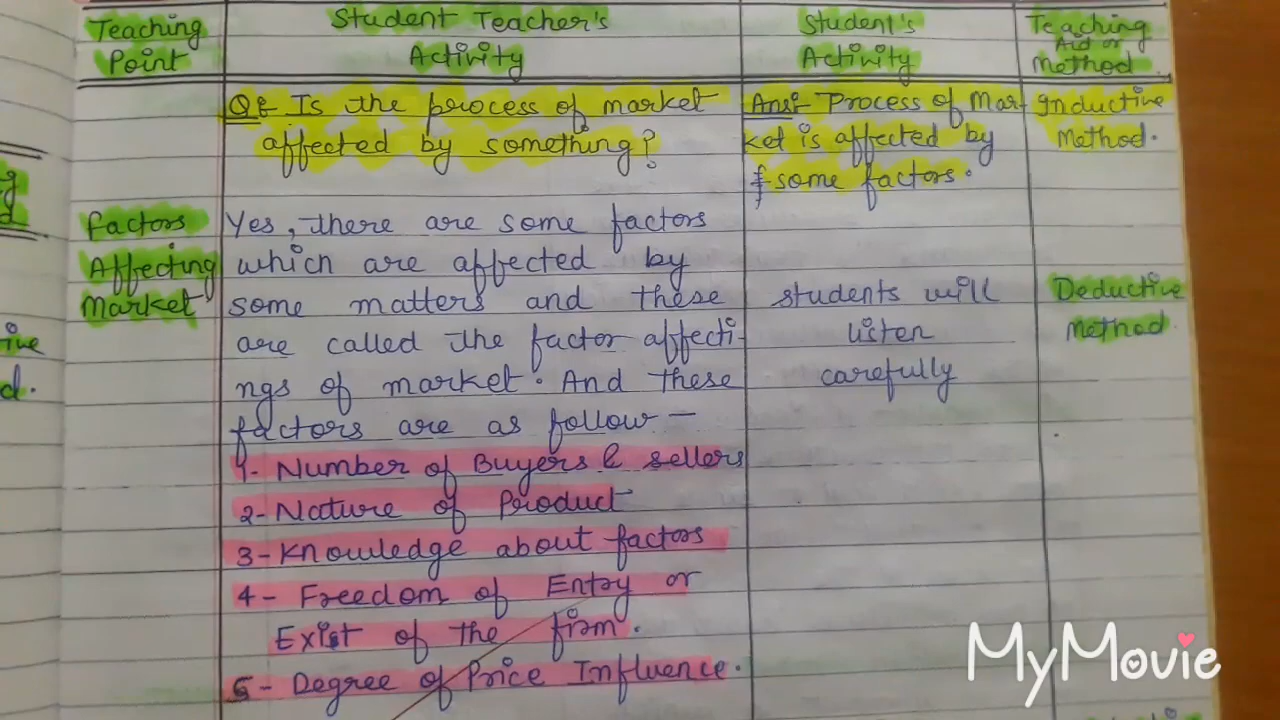 Teaching Point
Student Teacher's Activity
Student's Activity
Teaching Aid or Method
Q:- Is the process of market
affected by something?
Ans:- Process of Mar-
ket is affected by
some factors.
Inductive
Method.
factors
Affecting
Market
Yes, there are some factors
which are affected by
some matters and these
are called the factor affecti-
ngs of market. And these
factors are as follow —
1- Number of Buyers & sellers
2- Nature of Product
3- Knowledge about factors
4- Freedom of Entry or
Exist of the firm.
5- Degree of Price Influence.
students will
listen
carefully
Deductive
Method.
g
d
ive
d.
MyMovie